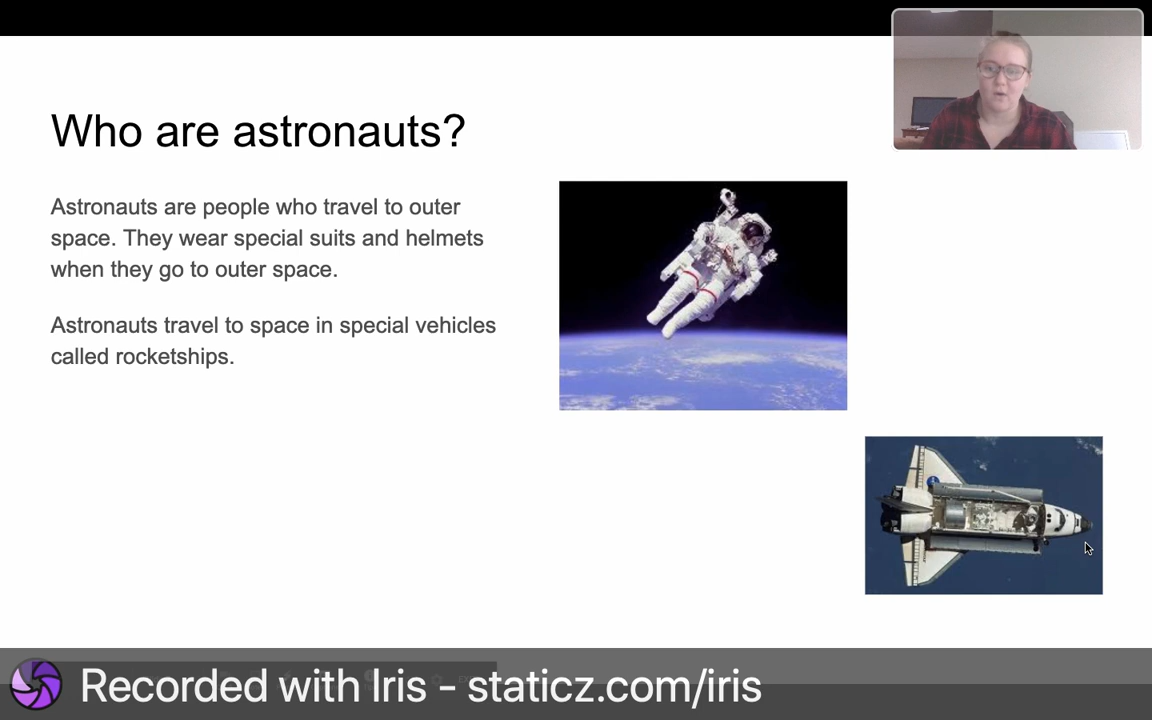 Who are astronauts?
Astronauts are people who travel to outer
space. They wear special suits and helmets
when they go to outer space.
Astronauts travel to space in special vehicles
called rocketships.
Recorded with Iris - staticz.com/iris